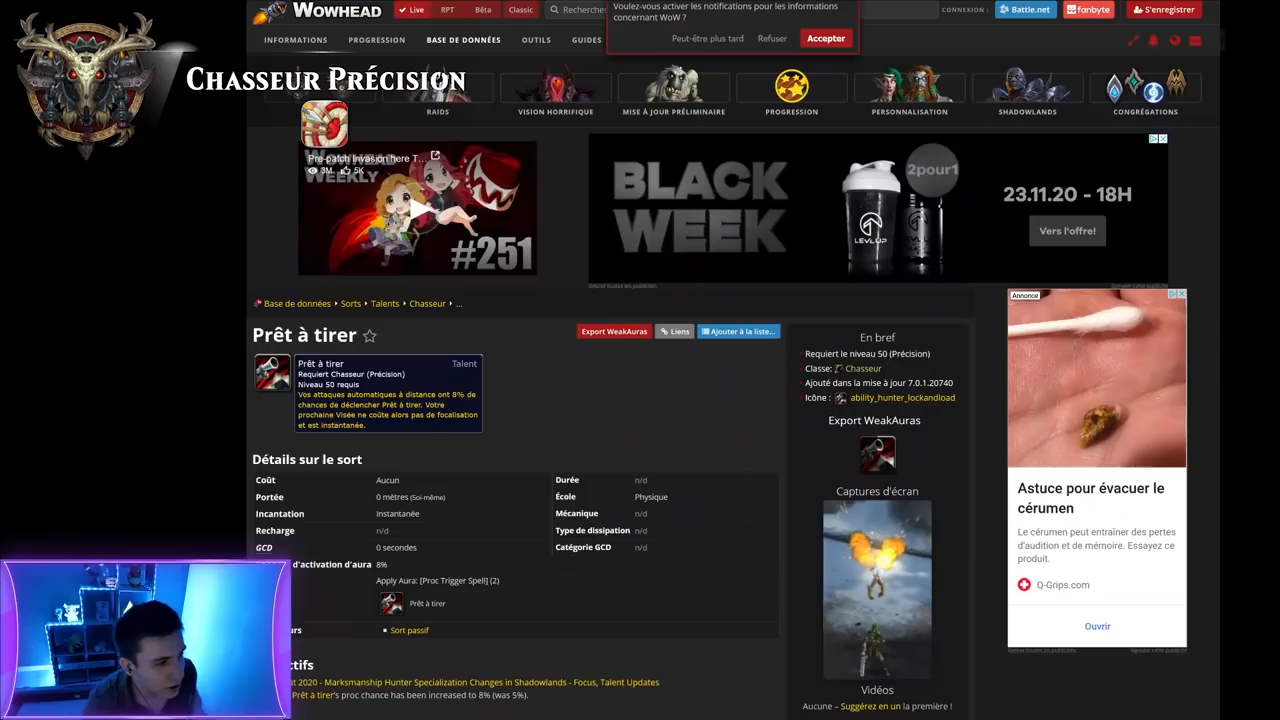 WOWHEAD
Live RPT Bêta Classic
Recherche
Voulez-vous activer les notifications pour les informations
concernant WoW ?
Peut-être plus tard Refuser Accepter
CONNEXION : Battle.net fanbyte S'enregistrer
INFORMATIONS PROGRESSION BASE DE DONNÉES OUTILS GUIDES
CHASSEUR PRÉCISION
RAIDS VISION HORRIFIQUE MISE À JOUR PRÉLIMINAIRE PROGRESSION PERSONNALISATION SHADOWLANDS CONGRÉGATIONS
Pre-patch Invasion here T...
3M 5K
WOWHEAD
WEEKLY
#251
BLACK
WEEK
2pour1
LEVLUP
23.11.20 - 18H
Vers l'offre!
Base de données Sorts Talents Chasseur ...
Prêt à tirer
Export WeakAuras Liens Ajouter à la liste...
Prêt à tirer Talent
Requiert Chasseur (Précision)
Niveau 50 requis
Vos attaques automatiques à distance ont 8% de
chances de déclencher Prêt à tirer. Votre
prochaine Visée ne coûte alors pas de focalisation
et est instantanée.
Détails sur le sort
Coût Aucun Durée n/d
Portée 0 mètres (Soi-même) École Physique
Incantation Instantanée Mécanique n/d
Recharge n/d Type de dissipation n/d
GCD 0 secondes Catégorie GCD n/d
d'activation d'aura 8%
Apply Aura: [Proc Trigger Spell] (2)
Prêt à tirer
urs Sort passif
ctifs
t 2020 - Marksmanship Hunter Specialization Changes in Shadowlands - Focus, Talent Updates
Prêt à tirer's proc chance has been increased to 8% (was 5%).
En bref
Requiert le niveau 50 (Précision)
Classe: Chasseur
Ajouté dans la mise à jour 7.0.1.20740
Icône : ability_hunter_lockandload
Export WeakAuras
Captures d'écran
Vidéos
Aucune – Suggérez en un la première !
Annonce
Astuce pour évacuer le
cérumen
Le cérumen peut entraîner des pertes
d'audition et de mémoire. Essayez ce
produit.
Q-Grips.com
Ouvrir